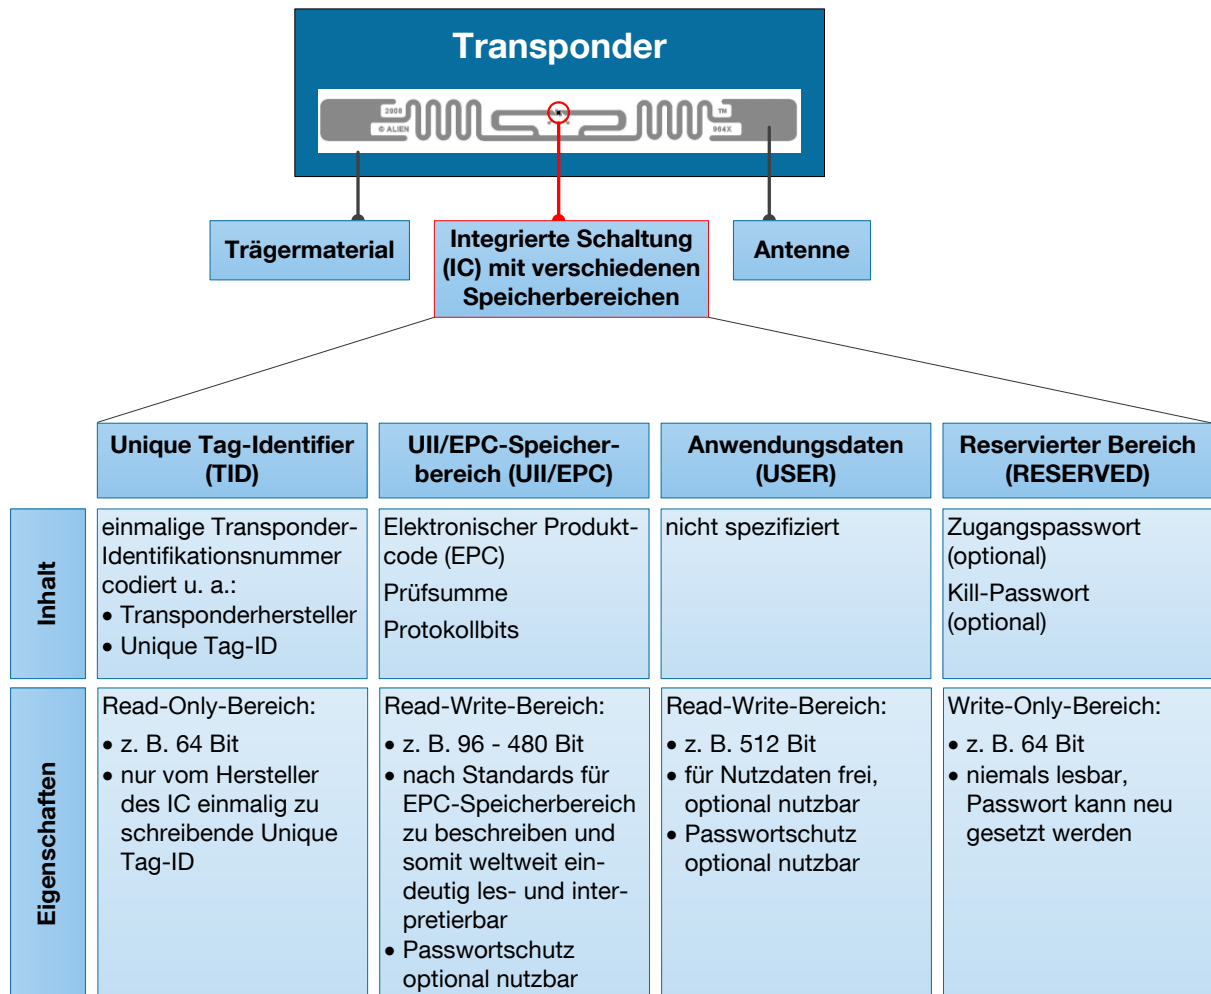 Transponder
2908
© ALIEN
TM
964X
Trägermaterial
Integrierte Schaltung
(IC) mit verschiedenen
Speicherbereichen
Antenne
Unique Tag-Identifier
(TID)
UII/EPC-Speicher-
bereich (UII/EPC)
Anwendungsdaten
(USER)
Reservierter Bereich
(RESERVED)
Inhalt
einmalige Transponder-
Identifikationsnummer
codiert u. a.:
• Transponderhersteller
• Unique Tag-ID
Elektronischer Produkt-
code (EPC)
Prüfsumme
Protokollbits
nicht spezifiziert
Zugangspasswort
(optional)
Kill-Passwort
(optional)
Eigenschaften
Read-Only-Bereich:
• z. B. 64 Bit
• nur vom Hersteller
des IC einmalig zu
schreibende Unique
Tag-ID
Read-Write-Bereich:
• z. B. 96 - 480 Bit
• nach Standards für
EPC-Speicherbereich
zu beschreiben und
somit weltweit ein-
deutig les- und inter-
pretierbar
• Passwortschutz
optional nutzbar
Read-Write-Bereich:
• z. B. 512 Bit
• für Nutzdaten frei,
optional nutzbar
• Passwortschutz
optional nutzbar
Write-Only-Bereich:
• z. B. 64 Bit
• niemals lesbar,
Passwort kann neu
gesetzt werden